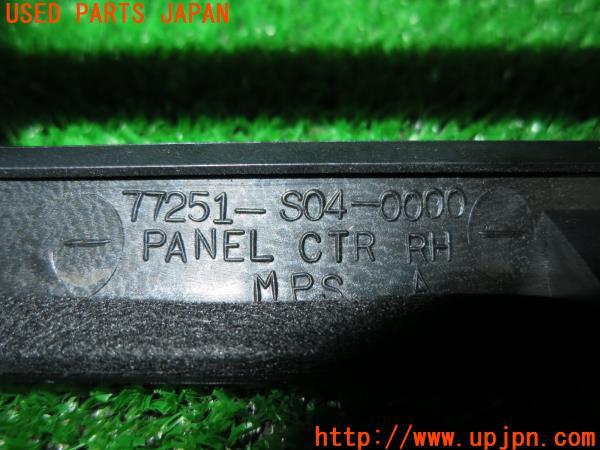 USED PARTS JAPAN
77251-S04-0000
PANEL CTR RH
MPS A
http://www.upjpn.com